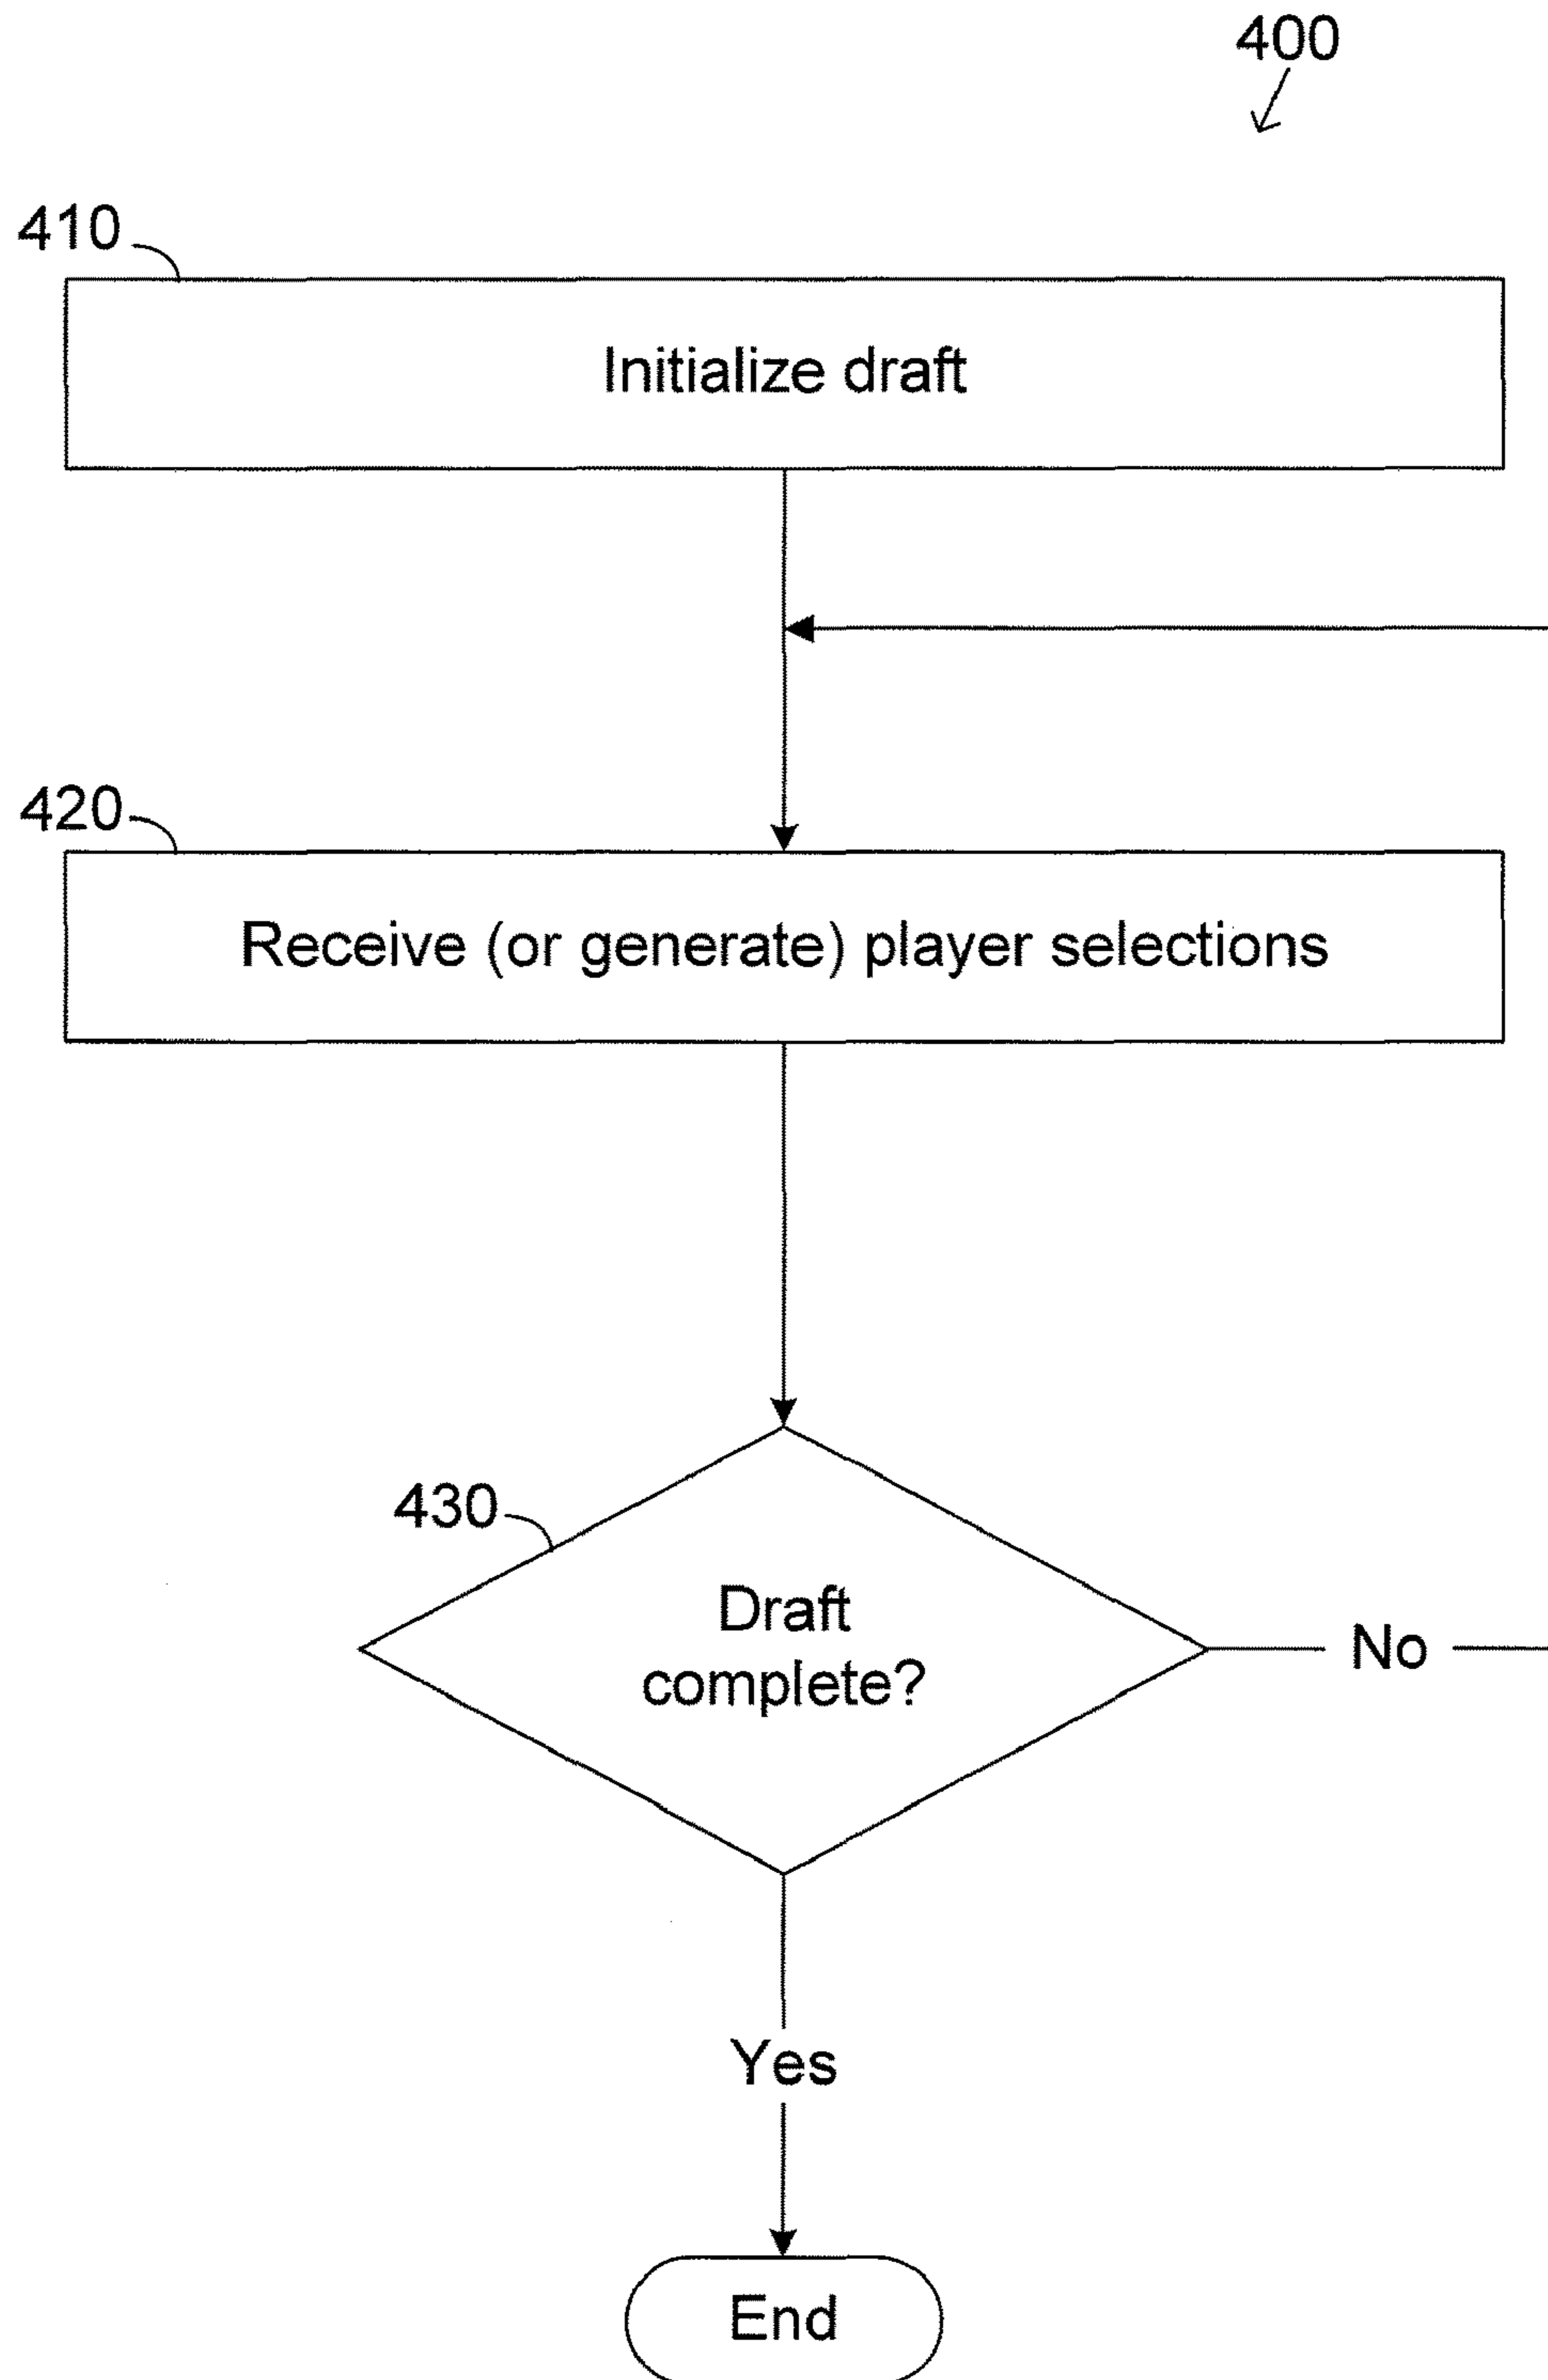 400
410
Initialize draft
420
Receive (or generate) player selections
430
Draft
complete?
No
Yes
End